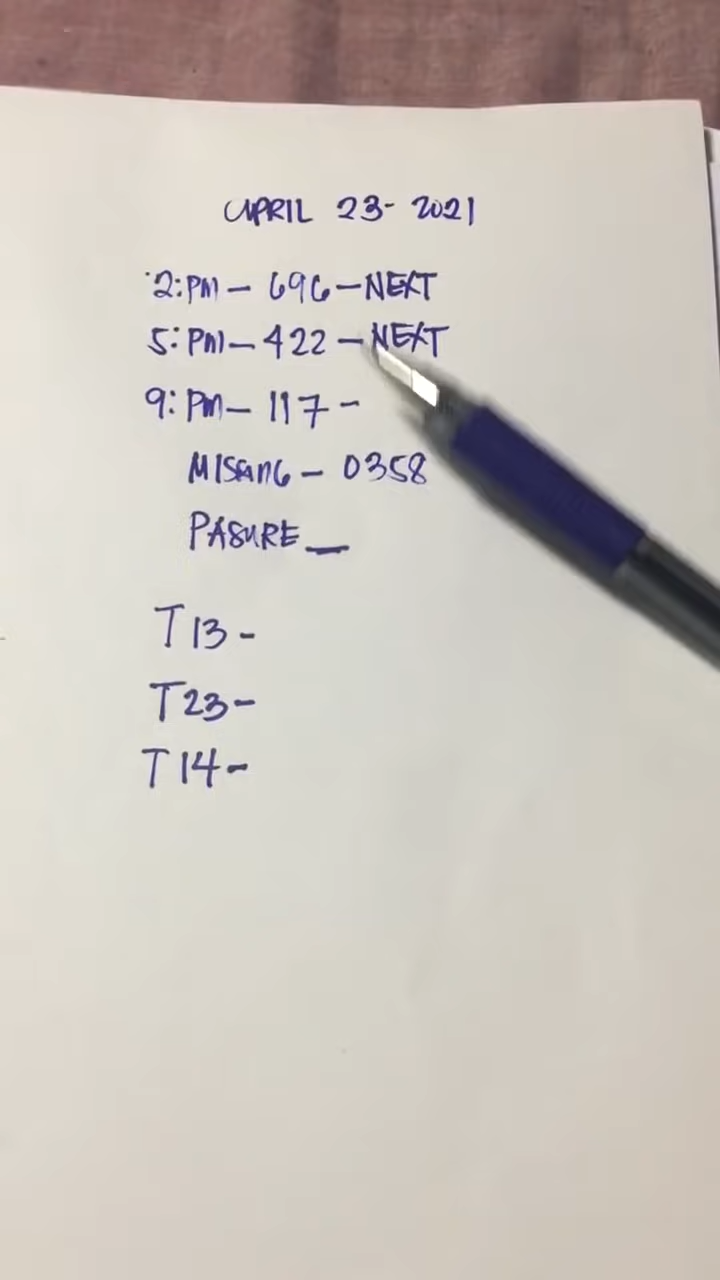 APRIL 23- 2021
2:PM - 696 - NEXT
5:PM - 422 - NEXT
9:PM - 117 -
MISANG - 0358
PASURE _
T13-
T23-
T14-